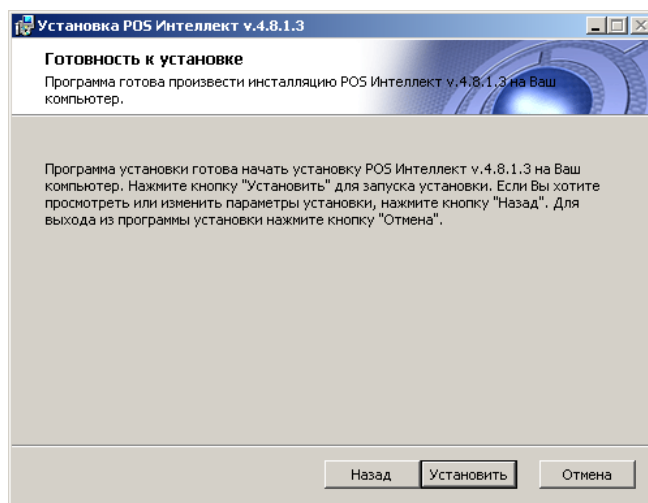 Установка POS Интеллект v.4.8.1.3
Готовность к установке
Программа готова произвести инсталляцию POS Интеллект v.4.8.1.3 на Ваш
компьютер.
Программа установки готова начать установку POS Интеллект v.4.8.1.3 на Ваш
компьютер. Нажмите кнопку "Установить" для запуска установки. Если Вы хотите
просмотреть или изменить параметры установки, нажмите кнопку "Назад". Для
выхода из программы установки нажмите кнопку "Отмена".
Назад Установить Отмена